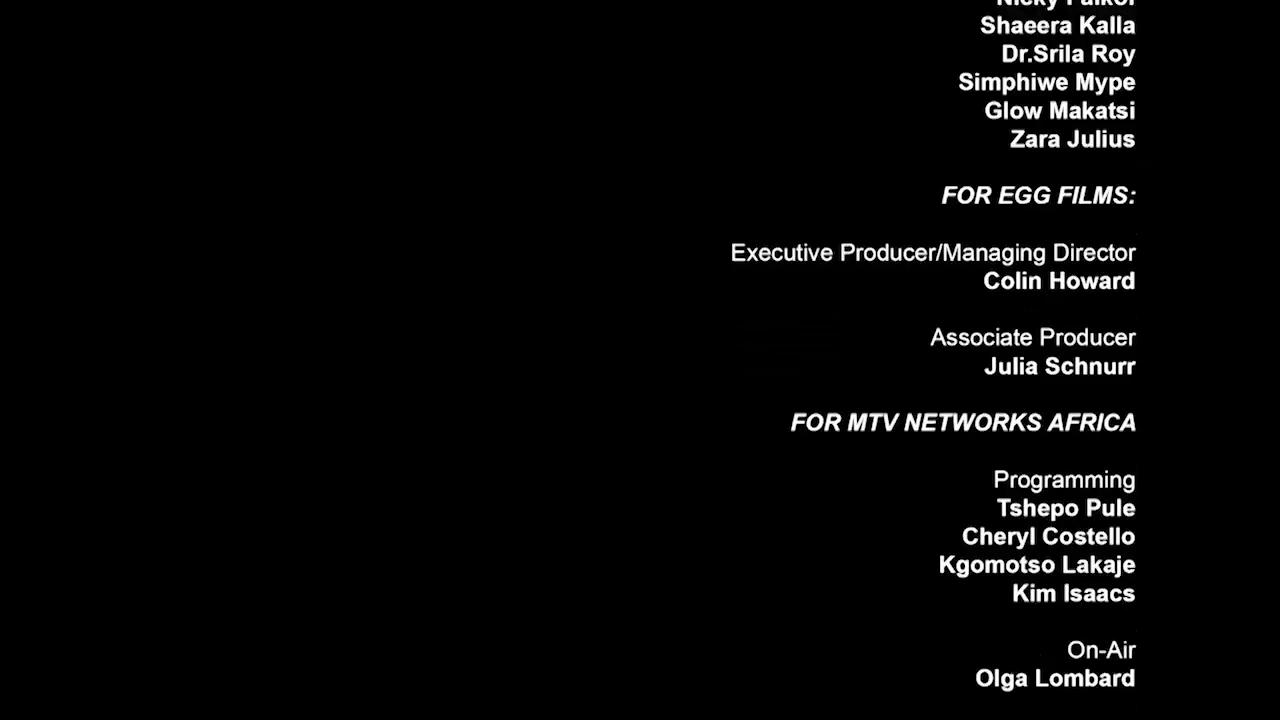 Shaeera Kalla
Dr.Srila Roy
Simphiwe Mype
Glow Makatsi
Zara Julius
FOR EGG FILMS:
Executive Producer/Managing Director
Colin Howard
Associate Producer
Julia Schnurr
FOR MTV NETWORKS AFRICA
Programming
Tshepo Pule
Cheryl Costello
Kgomotso Lakaje
Kim Isaacs
On-Air
Olga Lombard